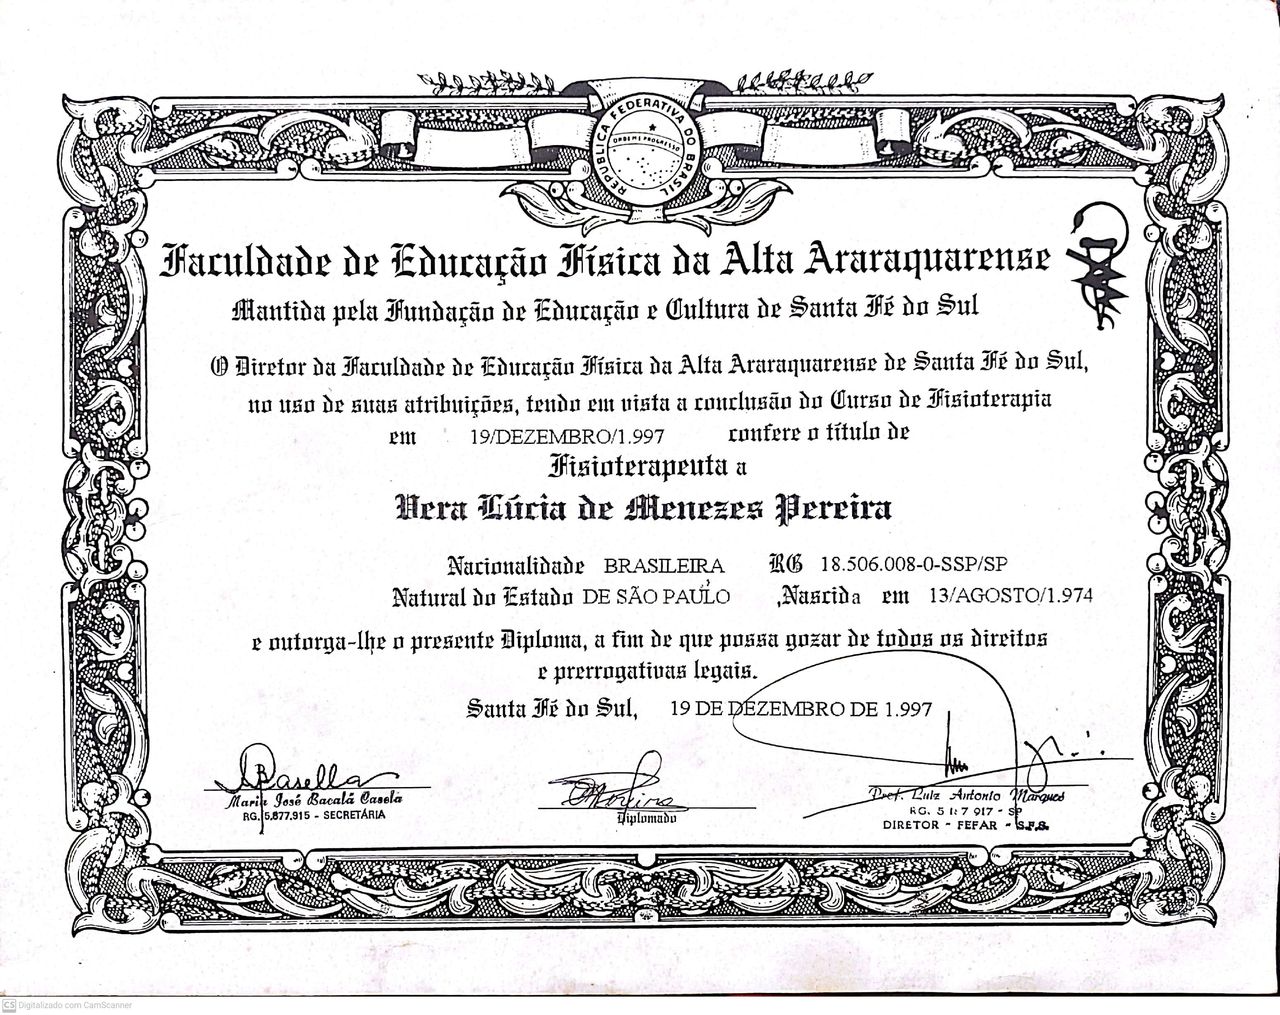 REPÚBLICA FEDERATIVA DO BRASIL
ORDEM E PROGRESSO
Faculdade de Educação Física da Alta Araraquarense
Mantida pela Fundação de Educação e Cultura de Santa Fé do Sul
O Diretor da Faculdade de Educação Física da Alta Araraquarense de Santa Fé do Sul,
no uso de suas atribuições, tendo em vista a conclusão do Curso de Fisioterapia
em 19/DEZEMBRO/1.997 confere o título de
Fisioterapeuta a
Vera Lúcia de Menezes Pereira
Nacionalidade BRASILEIRA RG 18.506.008-0-SSP/SP
Natural do Estado DE SÃO PAULO ,Nascida em 13/AGOSTO/1.974
e outorga-lhe o presente Diploma, a fim de que possa gozar de todos os direitos
e prerrogativas legais.
Santa Fé do Sul, 19 DE DEZEMBRO DE 1.997
Maria José Bacalá Casela
RG. 5.877.915 - SECRETÁRIA
Diplomado
Prof. Luiz Antonio Marques
DIRETOR - FEFAR - S.F.S.
CS Digitalizado com CamScanner